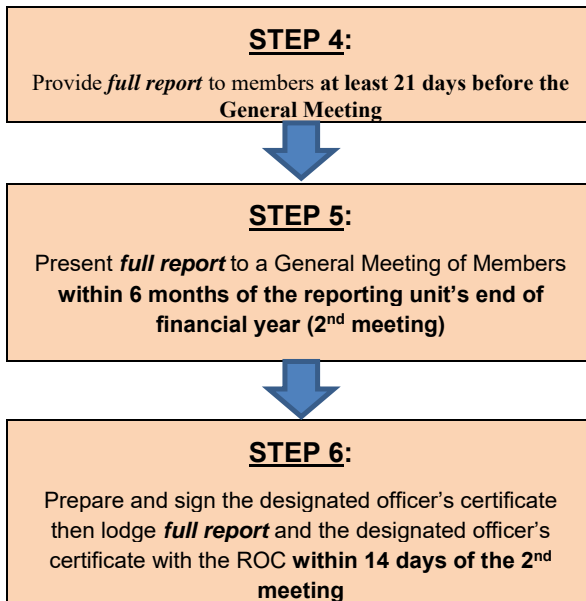 STEP 4:
Provide full report to members at least 21 days before the
General Meeting
STEP 5:
Present full report to a General Meeting of Members
within 6 months of the reporting unit's end of
financial year (2nd meeting)
STEP 6:
Prepare and sign the designated officer's certificate
then lodge full report and the designated officer's
certificate with the ROC within 14 days of the 2nd
meeting